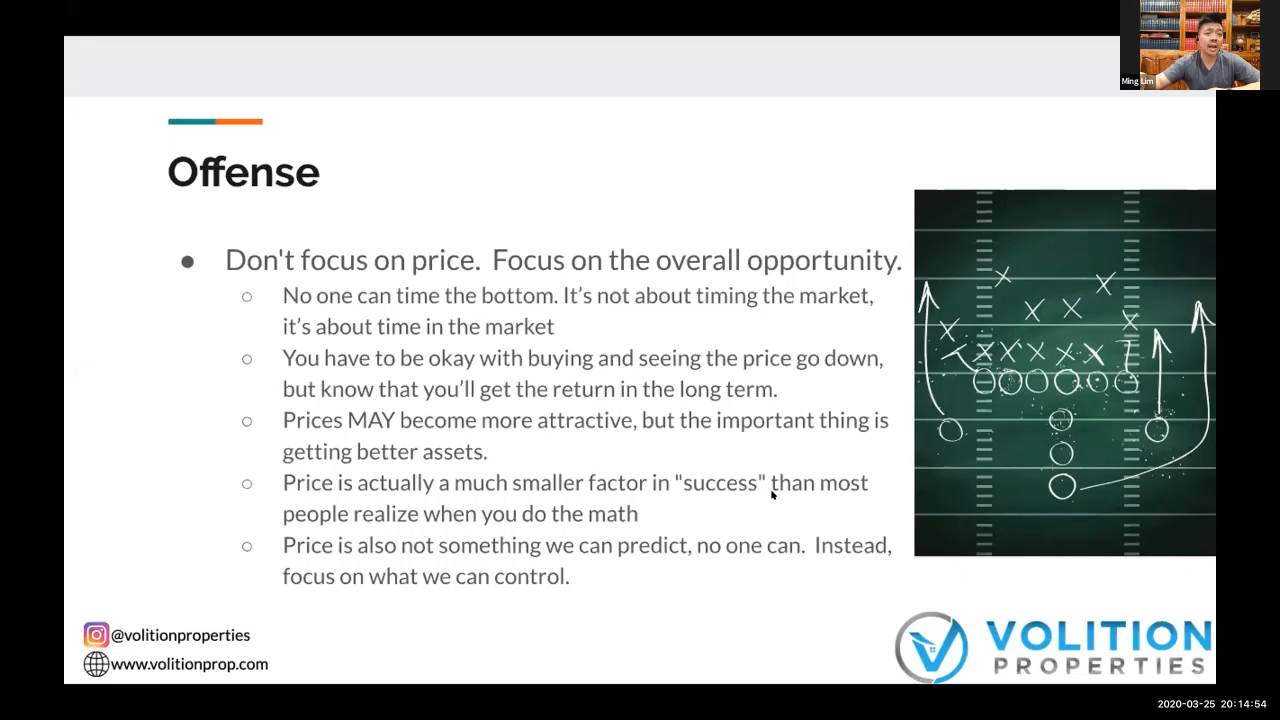 Ming Lim
Offense
● Don't focus on price. Focus on the overall opportunity.
○ No one can time the bottom. It's not about timing the market,
it's about time in the market
○ You have to be okay with buying and seeing the price go down,
but know that you'll get the return in the long term.
○ Prices MAY become more attractive, but the important thing is
getting better assets.
○ Price is actually a much smaller factor in "success" than most
people realize when you do the math
○ Price is also not something we can predict, no one can. Instead,
focus on what we can control.
@volitionproperties
www.volitionprop.com
VOLITION
PROPERTIES
2020-03-25 20:14:54